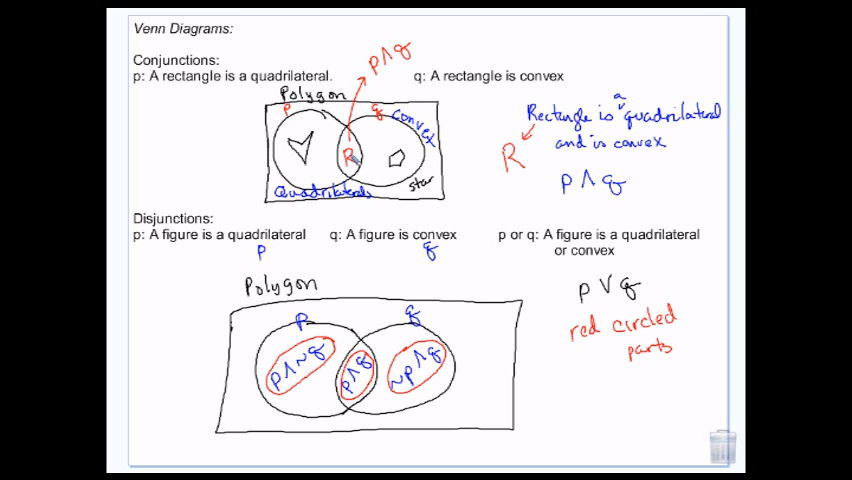 Venn Diagrams:
Conjunctions:
p: A rectangle is a quadrilateral. q: A rectangle is convex
p∧q
Polygon
p q convex
R
Quadrilaterals star
Rectangle is a quadrilateral
and is convex
R
p ∧ q
Disjunctions:
p: A figure is a quadrilateral q: A figure is convex p or q: A figure is a quadrilateral
or convex
p q
p ∨ q
red circled
parts
Polygon
p q
p∧~q p∧q ~p∧q